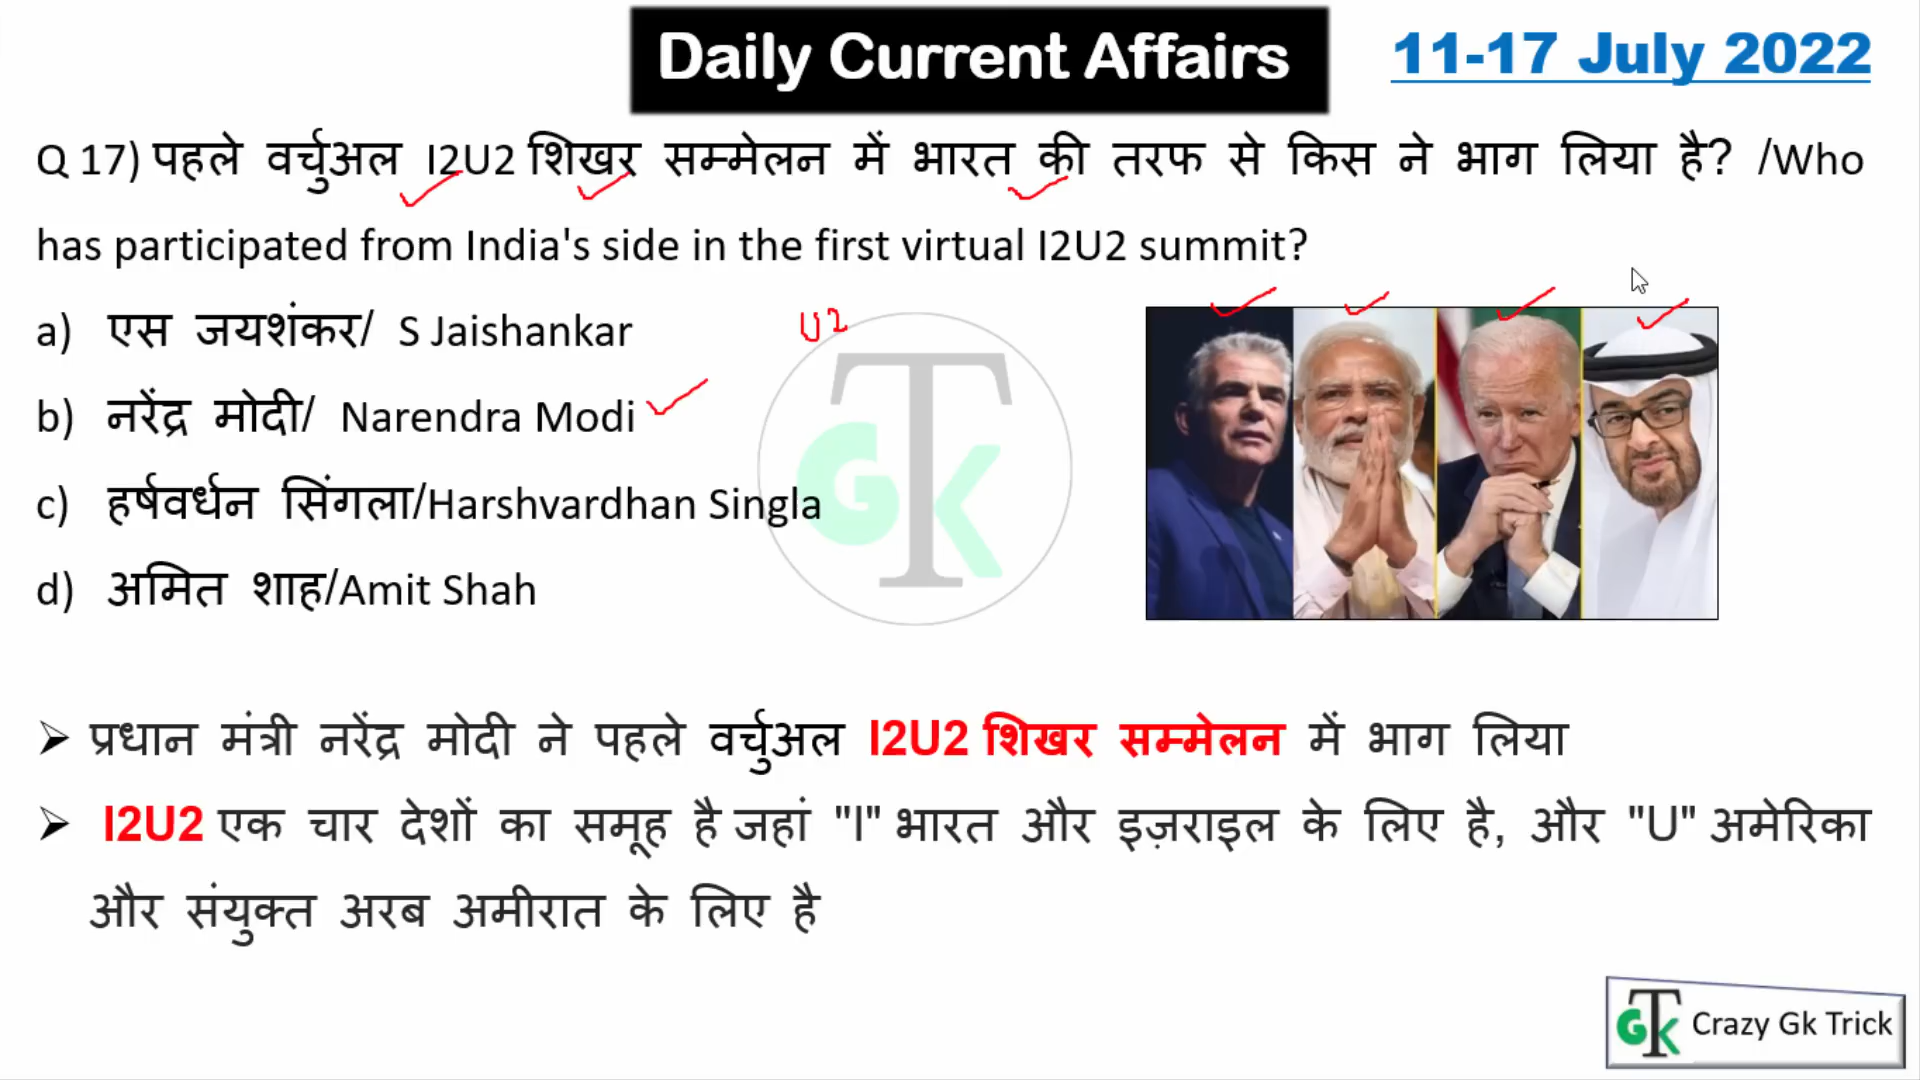 Daily Current Affairs
11-17 July 2022
Q 17) पहले वर्चुअल I2U2 शिखर सम्मेलन में भारत की तरफ से किस ने भाग लिया है? /Who
has participated from India's side in the first virtual I2U2 summit?
a) एस जयशंकर/ S Jaishankar
U2
b) नरेंद्र मोदी/ Narendra Modi
c) हर्षवर्धन सिंगला/Harshvardhan Singla
d) अमित शाह/Amit Shah
GTK
➢ प्रधान मंत्री नरेंद्र मोदी ने पहले वर्चुअल I2U2 शिखर सम्मेलन में भाग लिया
➢ I2U2 एक चार देशों का समूह है जहां "I" भारत और इज़राइल के लिए है, और "U" अमेरिका
और संयुक्त अरब अमीरात के लिए है
GTK Crazy Gk Trick